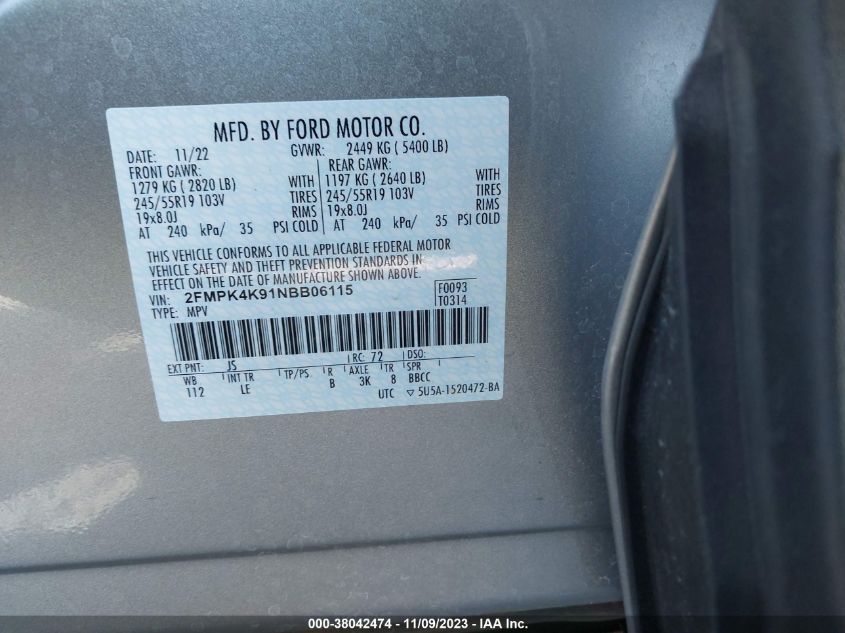 MFD. BY FORD MOTOR CO.
DATE: 11/22 GVWR: 2449 KG ( 5400 LB)
FRONT GAWR: REAR GAWR:
1279 KG ( 2820 LB) WITH 1197 KG ( 2640 LB) WITH
245/55R19 103V TIRES 245/55R19 103V TIRES
19x8.0J RIMS 19x8.0J RIMS
AT 240 kPa/ 35 PSI COLD AT 240 kPa/ 35 PSI COLD
THIS VEHICLE CONFORMS TO ALL APPLICABLE FEDERAL MOTOR
VEHICLE SAFETY AND THEFT PREVENTION STANDARDS IN
EFFECT ON THE DATE OF MANUFACTURE SHOWN ABOVE.
VIN: 2FMPK4K91NBB06115 F0093
TYPE: MPV T0314
EXT PNT: JS RC: 72 DSO:
WB INT TR TP/PS R AXLE TR SPR
112 LE B 3K 8 BBCC
UTC ▽ 5U5A-1520472-BA
000-38042474 - 11/09/2023 - IAA Inc.